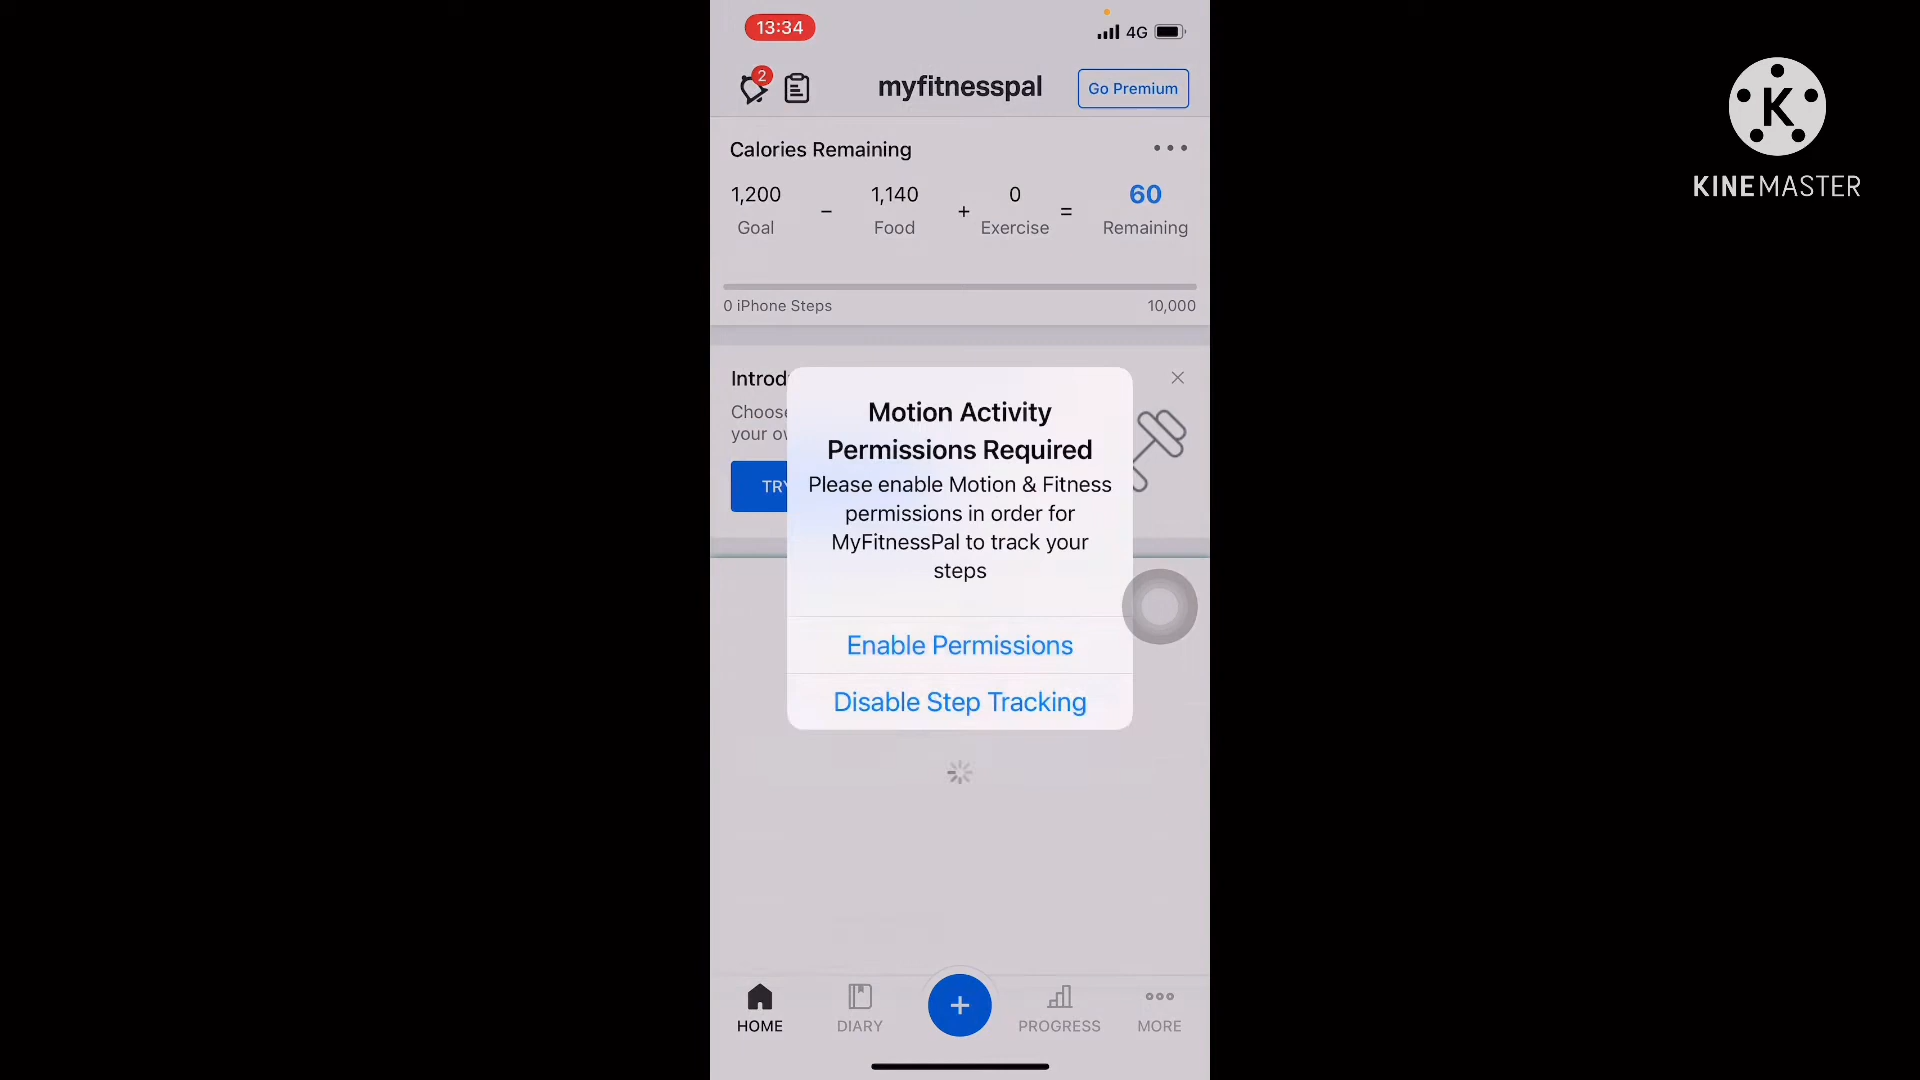 13:34
4G
2
myfitnesspal
Go Premium
Calories Remaining
1,200 - 1,140 + 0 = 60
Goal Food Exercise Remaining
0 iPhone Steps 10,000
Introd
Choose
your ow
TRY
Motion Activity
Permissions Required
Please enable Motion & Fitness
permissions in order for
MyFitnessPal to track your
steps
Enable Permissions
Disable Step Tracking
HOME DIARY + PROGRESS MORE
K
KINEMASTER